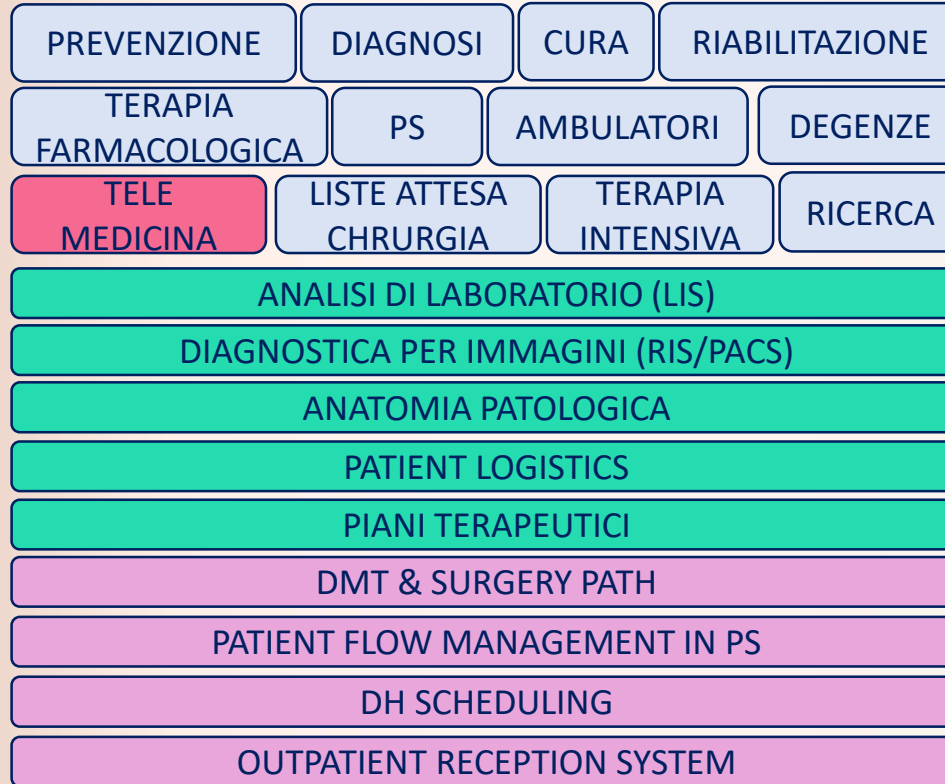 PREVENZIONE DIAGNOSI CURA RIABILITAZIONE
TERAPIA
FARMACOLOGICA
PS
AMBULATORI
DEGENZE
TELE
MEDICINA
LISTE ATTESA
CHRURGIA
TERAPIA
INTENSIVA
RICERCA
ANALISI DI LABORATORIO (LIS)
DIAGNOSTICA PER IMMAGINI (RIS/PACS)
ANATOMIA PATOLOGICA
PATIENT LOGISTICS
PIANI TERAPEUTICI
DMT & SURGERY PATH
PATIENT FLOW MANAGEMENT IN PS
DH SCHEDULING
OUTPATIENT RECEPTION SYSTEM